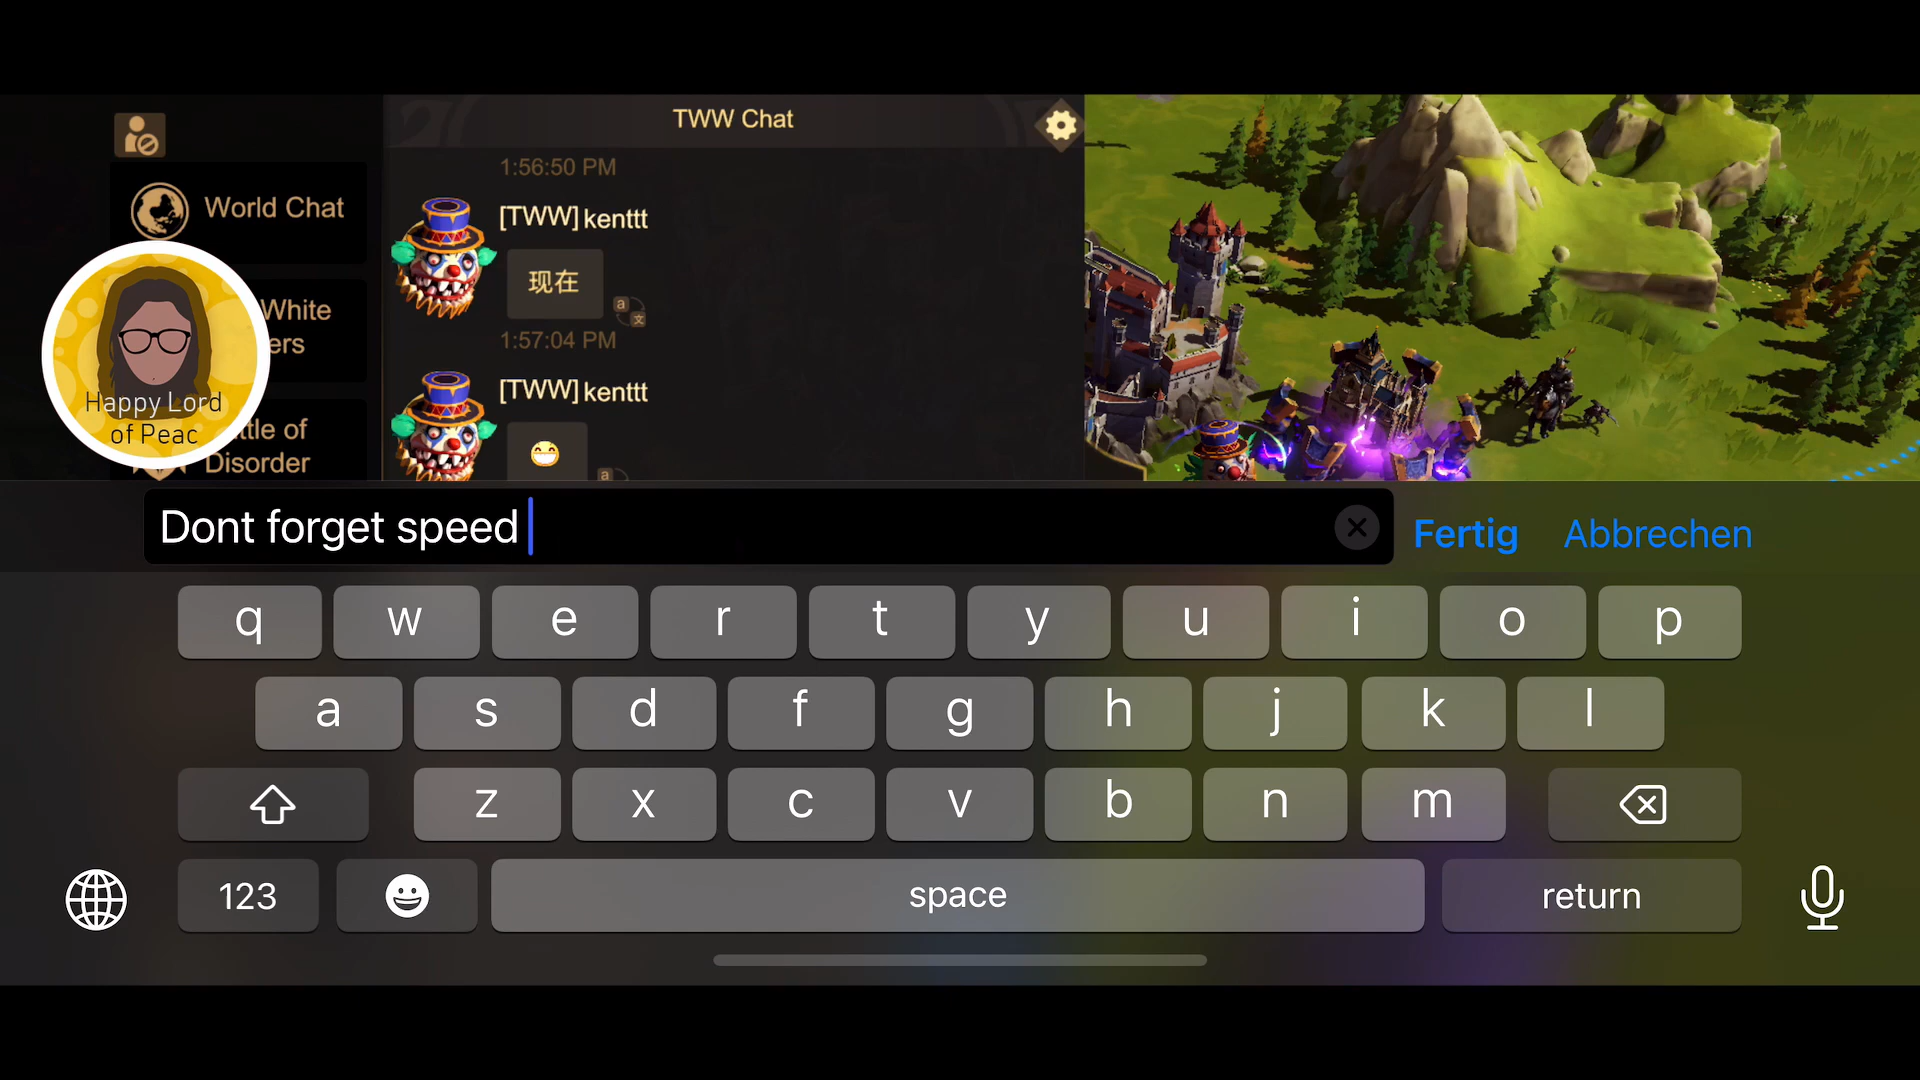 TWW Chat
1:56:50 PM
World Chat
[TWW] kenttt
现在
White
ers
1:57:04 PM
[TWW] kenttt
Happy Lord
of Peac
ttle of
Disorder
Dont forget speed
Fertig
Abbrechen
q w e r t y u i o p
a s d f g h j k l
z x c v b n m
123
space
return